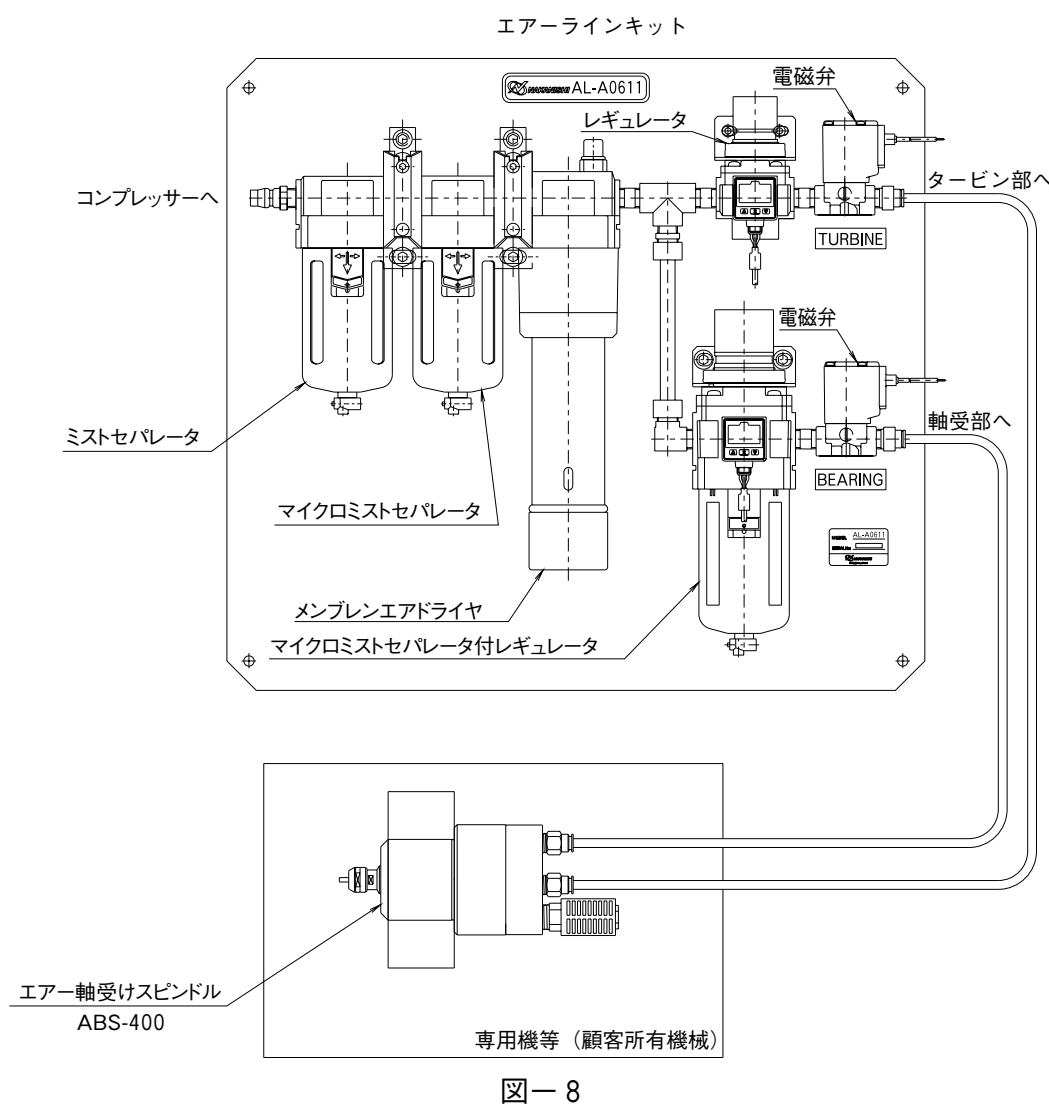 エアーラインキット
NAKANISHI AL-A0611
電磁弁
レギュレータ
コンプレッサーへ
タービン部へ
TURBINE
電磁弁
軸受部へ
ミストセパレータ
BEARING
マイクロミストセパレータ
MODEL AL-A0611
SERIAL No.
NAKANISHI
メンブレンエアドライヤ
マイクロミストセパレータ付レギュレータ
エアー軸受けスピンドル
ABS-400
専用機等(顧客所有機械)
図ー8